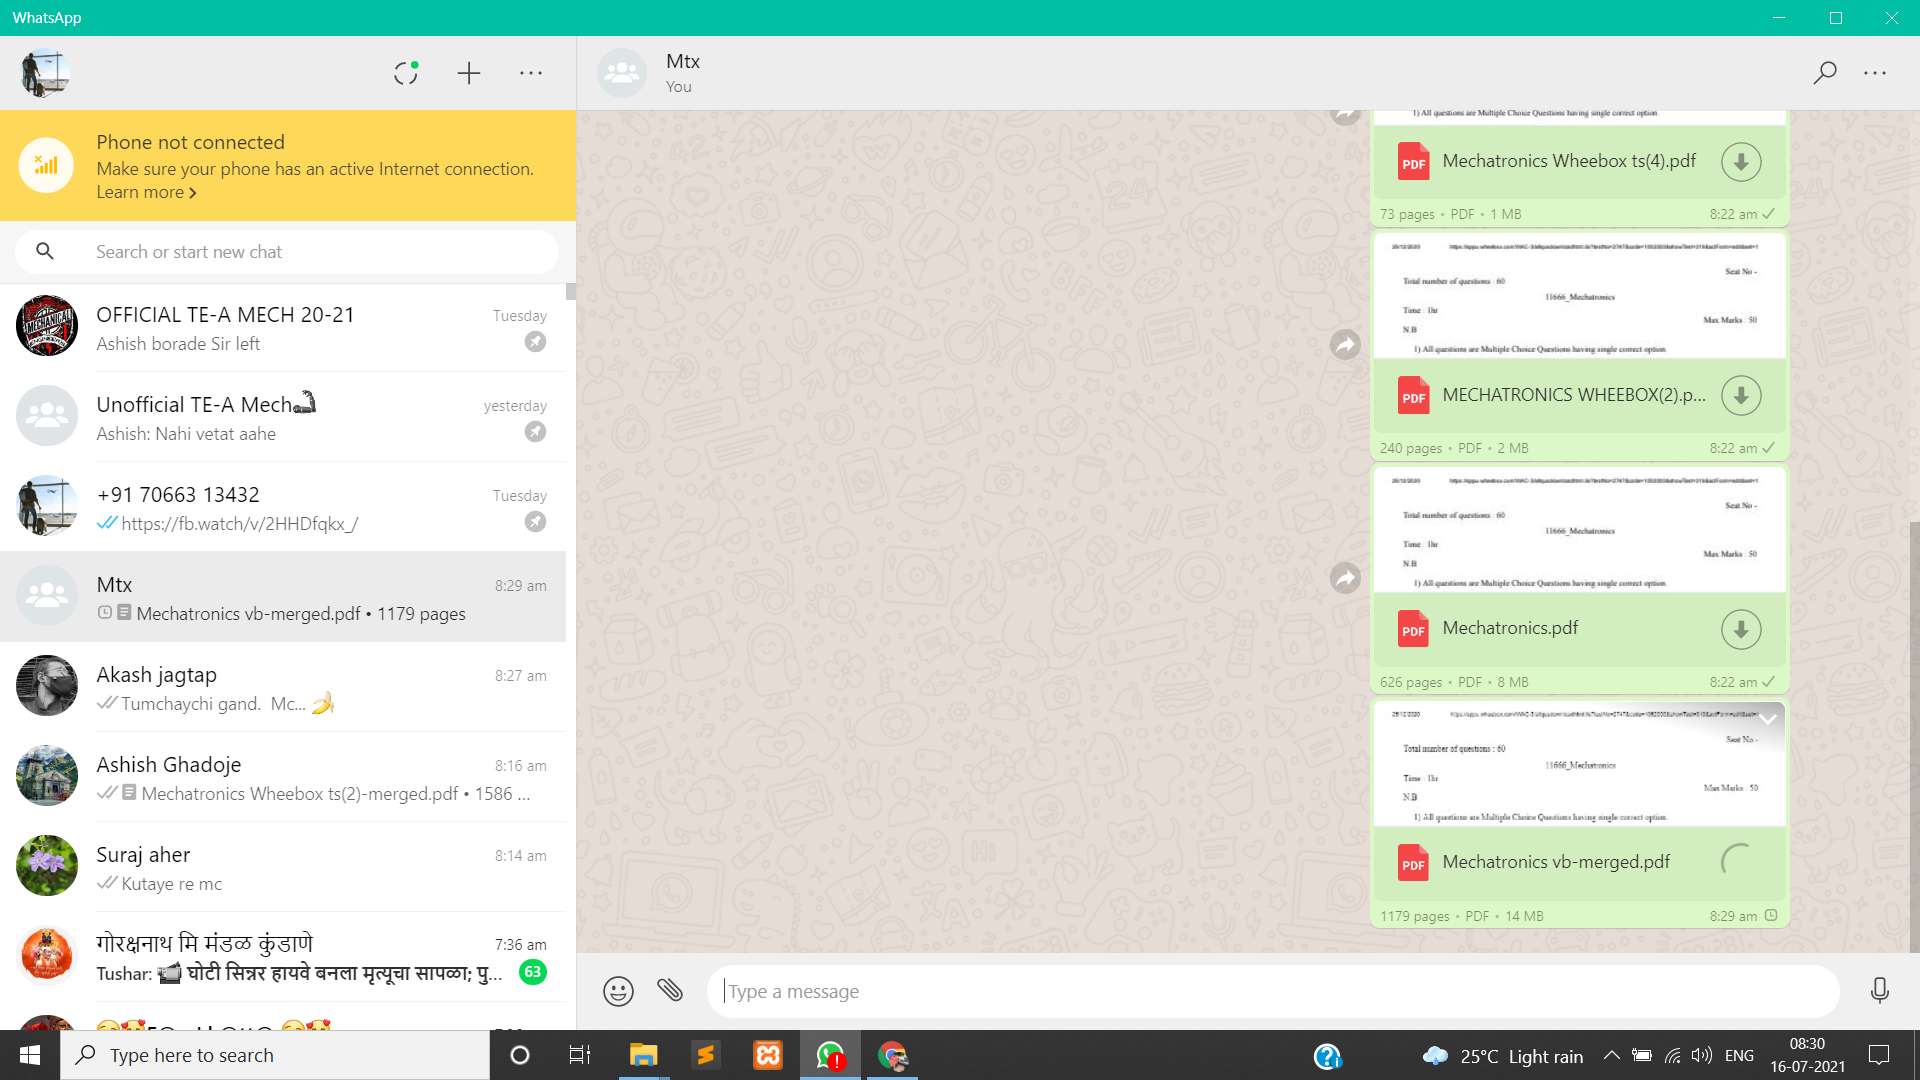 WhatsApp
Phone not connected
Make sure your phone has an active Internet connection.
Learn more
Search or start new chat
OFFICIAL TE-A MECH 20-21
Tuesday
Ashish borade Sir left
Unofficial TE-A Mech
yesterday
Ashish: Nahi vetat aahe
+91 70663 13432
Tuesday
https://fb.watch/v/2HHDfqkx_/
Mtx
8:29 am
Mechatronics vb-merged.pdf • 1179 pages
Akash jagtap
8:27 am
Tumchaychi gand. Mc... 🍌
Ashish Ghadoje
8:16 am
Mechatronics Wheebox ts(2)-merged.pdf • 1586 ...
Suraj aher
8:14 am
Kutaye re mc
गोरक्षनाथ मि मंडळ कुंडाणे
7:36 am
Tushar: घोटी सिन्नर हायवे बनला मृत्यूचा सापळा; पु...
63
Mtx
You
1) All questions are Multiple Choice Questions having single correct option
PDF
Mechatronics Wheebox ts(4).pdf
73 pages • PDF • 1 MB
8:22 am
Seat No -
Total number of questions : 60
11666_Mechatronics
Time : 1hr
Max Marks : 50
N.B
1) All questions are Multiple Choice Questions having single correct option
PDF
MECHATRONICS WHEEBOX(2).p...
240 pages • PDF • 2 MB
8:22 am
Seat No -
Total number of questions : 60
11666_Mechatronics
Time : 1hr
Max Marks : 50
N.B
1) All questions are Multiple Choice Questions having single correct option
PDF
Mechatronics.pdf
626 pages • PDF • 8 MB
8:22 am
Seat No -
Total number of questions : 60
11666_Mechatronics
Time : 1hr
Max Marks : 50
N.B
1) All questions are Multiple Choice Questions having single correct option.
PDF
Mechatronics vb-merged.pdf
1179 pages • PDF • 14 MB
8:29 am
Type a message
Type here to search
25°C Light rain
ENG
08:30
16-07-2021